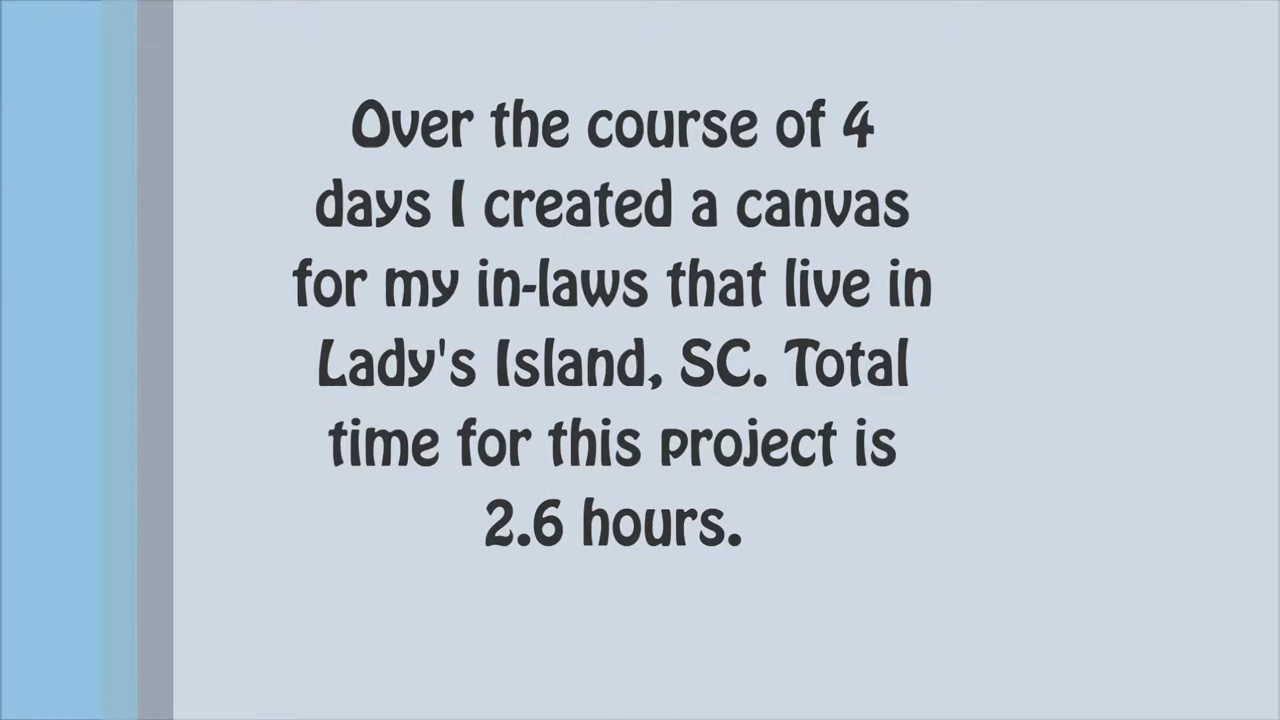 Over the course of 4
days I created a canvas
for my in-laws that live in
Lady's Island, SC. Total
time for this project is
2.6 hours.